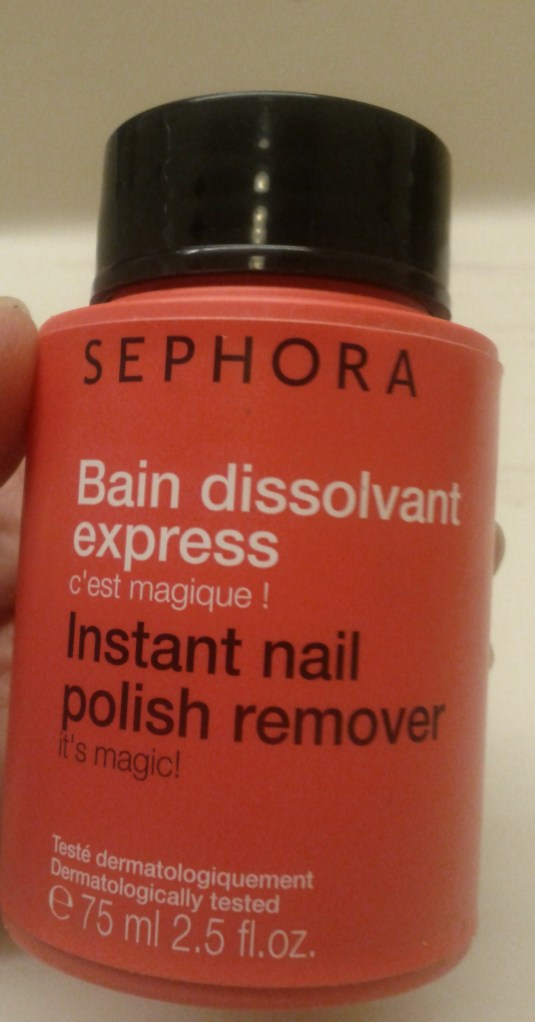 SEPHORA
Bain dissolvant
express
c'est magique !
Instant nail
polish remover
it's magic!
Testé dermatologiquement
Dermatologically tested
℮ 75 ml 2.5 fl.oz.